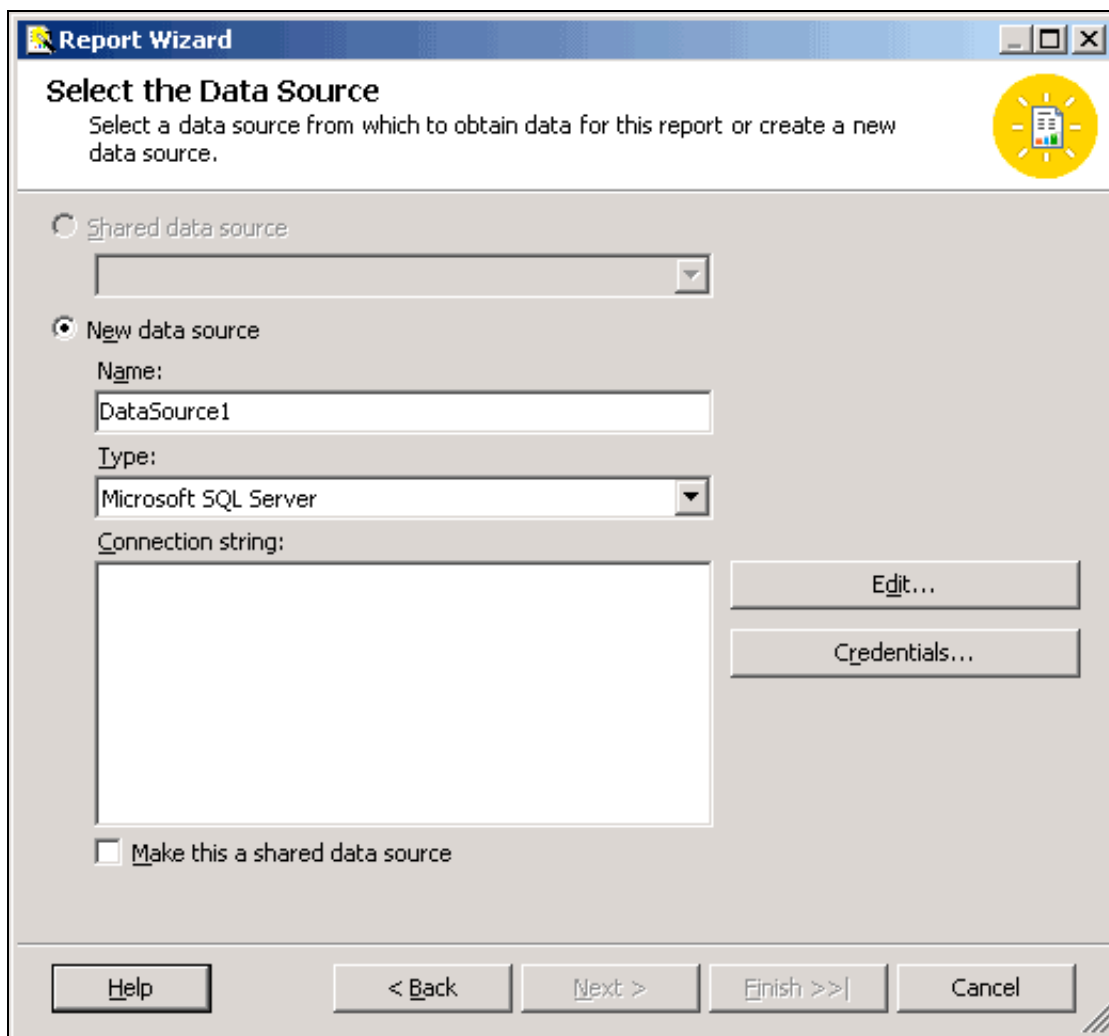 Report Wizard
Select the Data Source
Select a data source from which to obtain data for this report or create a new
data source.
Shared data source
New data source
Name:
DataSource1
Type:
Microsoft SQL Server
Connection string:
Edit...
Credentials...
Make this a shared data source
Help
< Back
Next >
Finish >>|
Cancel